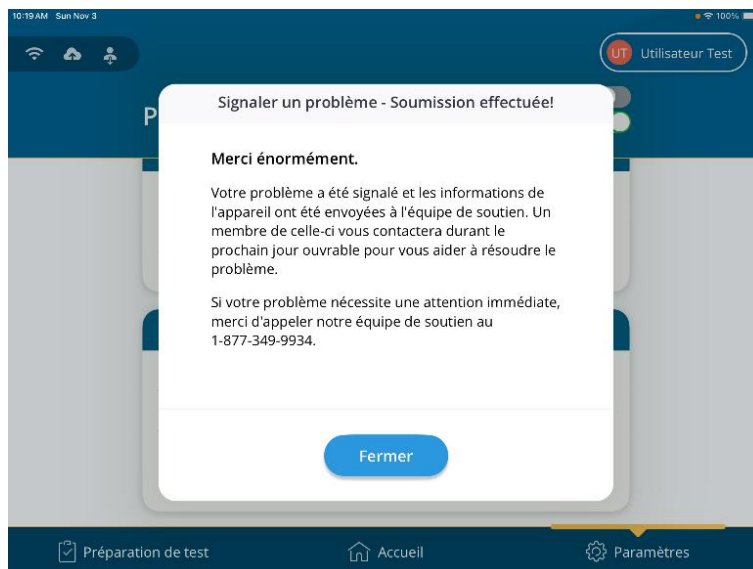 10:19 AM Sun Nov 3
100%
UT Utilisateur Test
P
Signaler un problème - Soumission effectuée!
Merci énormément.
Votre problème a été signalé et les informations de
l'appareil ont été envoyées à l'équipe de soutien. Un
membre de celle-ci vous contactera durant le
prochain jour ouvrable pour vous aider à résoudre le
problème.
Si votre problème nécessite une attention immédiate,
merci d'appeler notre équipe de soutien au
1-877-349-9934.
Fermer
Préparation de test
Accueil
Paramètres